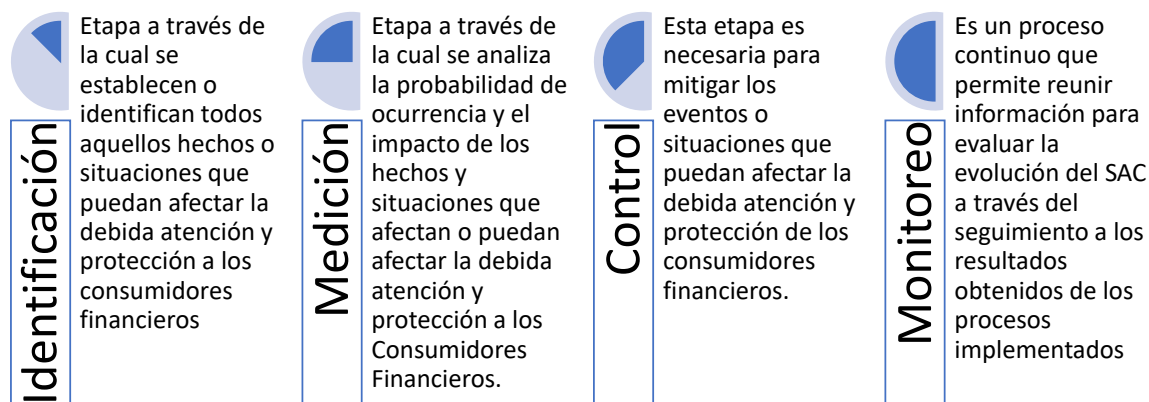 Identificación
Etapa a través de
la cual se
establecen o
identifican todos
aquellos hechos o
situaciones que
puedan afectar la
debida atención y
protección a los
consumidores
financieros
Medición
Etapa a través de
la cual se analiza
la probabilidad de
ocurrencia y el
impacto de los
hechos y
situaciones que
afectan o puedan
afectar la debida
atención y
protección a los
Consumidores
Financieros.
Control
Esta etapa es
necesaria para
mitigar los
eventos o
situaciones que
puedan afectar la
debida atención y
protección de los
consumidores
financieros.
Monitoreo
Es un proceso
continuo que
permite reunir
información para
evaluar la
evolución del SAC
a través del
seguimiento a los
resultados
obtenidos de los
procesos
implementados